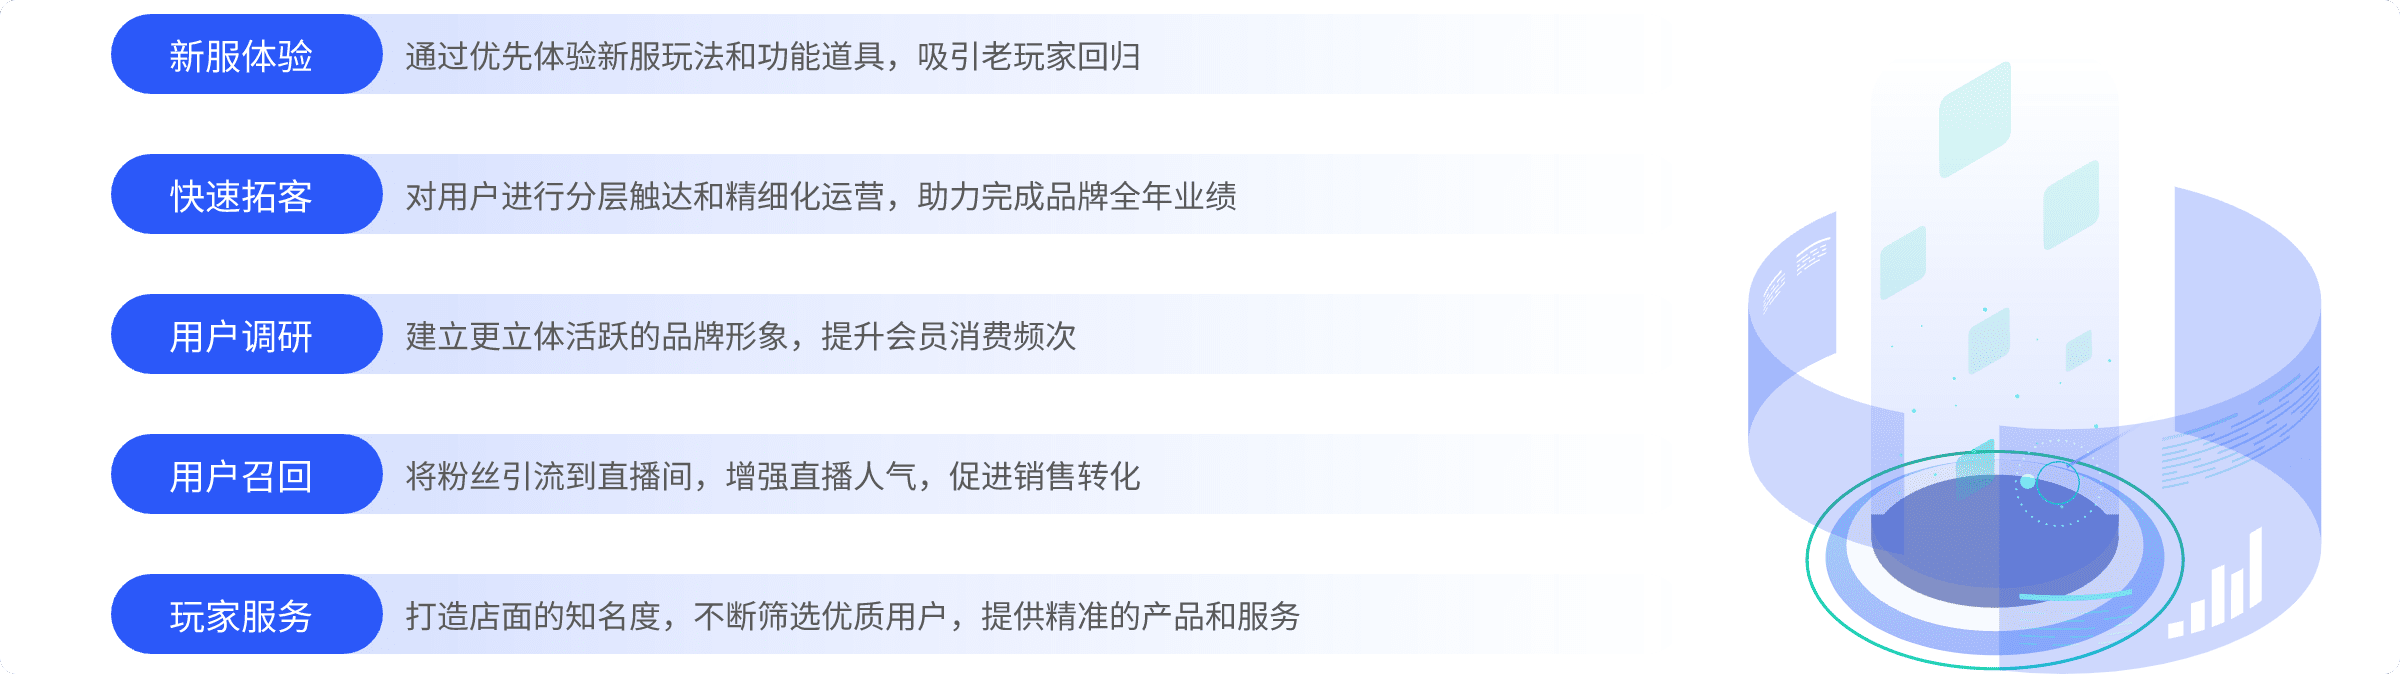 新服体验
通过优先体验新服玩法和功能道具，吸引老玩家回归
快速拓客
对用户进行分层触达和精细化运营，助力完成品牌全年业绩
用户调研
建立更立体活跃的品牌形象，提升会员消费频次
用户召回
将粉丝引流到直播间，增强直播人气，促进销售转化
玩家服务
打造店面的知名度，不断筛选优质用户，提供精准的产品和服务